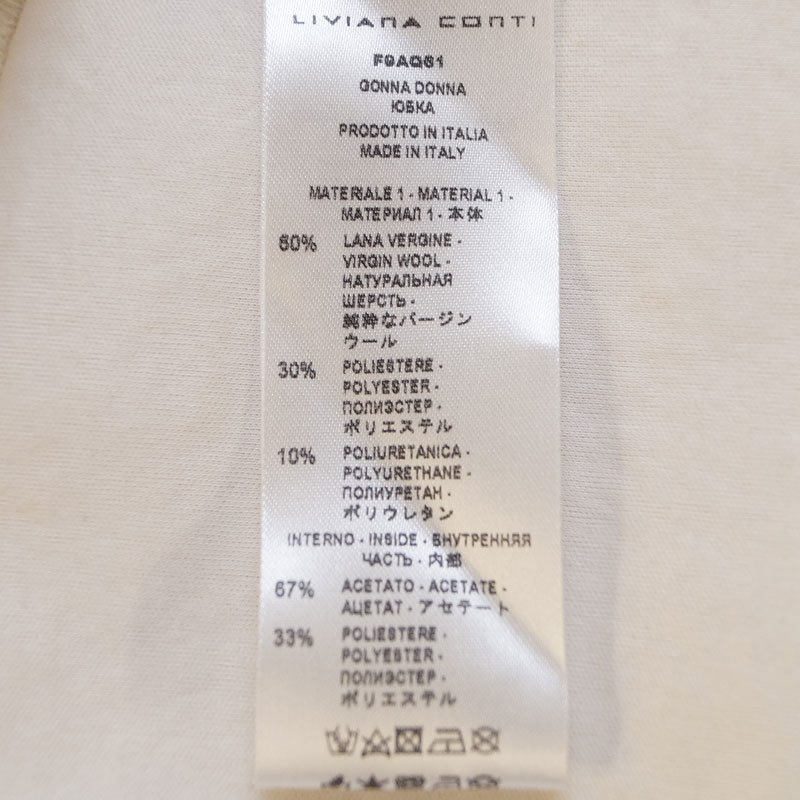 LIVIANA CONTI
F9AQ61
GONNA DONNA
ЮБКА
PRODOTTO IN ITALIA
MADE IN ITALY
MATERIALE 1 - MATERIAL 1 -
МАТЕРИАЛ 1 - 本体
60% LANA VERGINE -
VIRGIN WOOL -
НАТУРАЛЬНАЯ
ШЕРСТЬ -
純粋なバージン
ウール
30% POLIESTERE -
POLYESTER -
ПОЛИЭСТЕР -
ポリエステル
10% POLIURETANICA -
POLYURETHANE -
ПОЛИУРЕТАН -
ポリウレタン
INTERNO - INSIDE - ВНУТРЕННЯЯ
ЧАСТЬ - 内部
67% ACETATO - ACETATE -
АЦЕТАТ - アセテート
33% POLIESTERE -
POLYESTER -
ПОЛИЭСТЕР -
ポリエステル